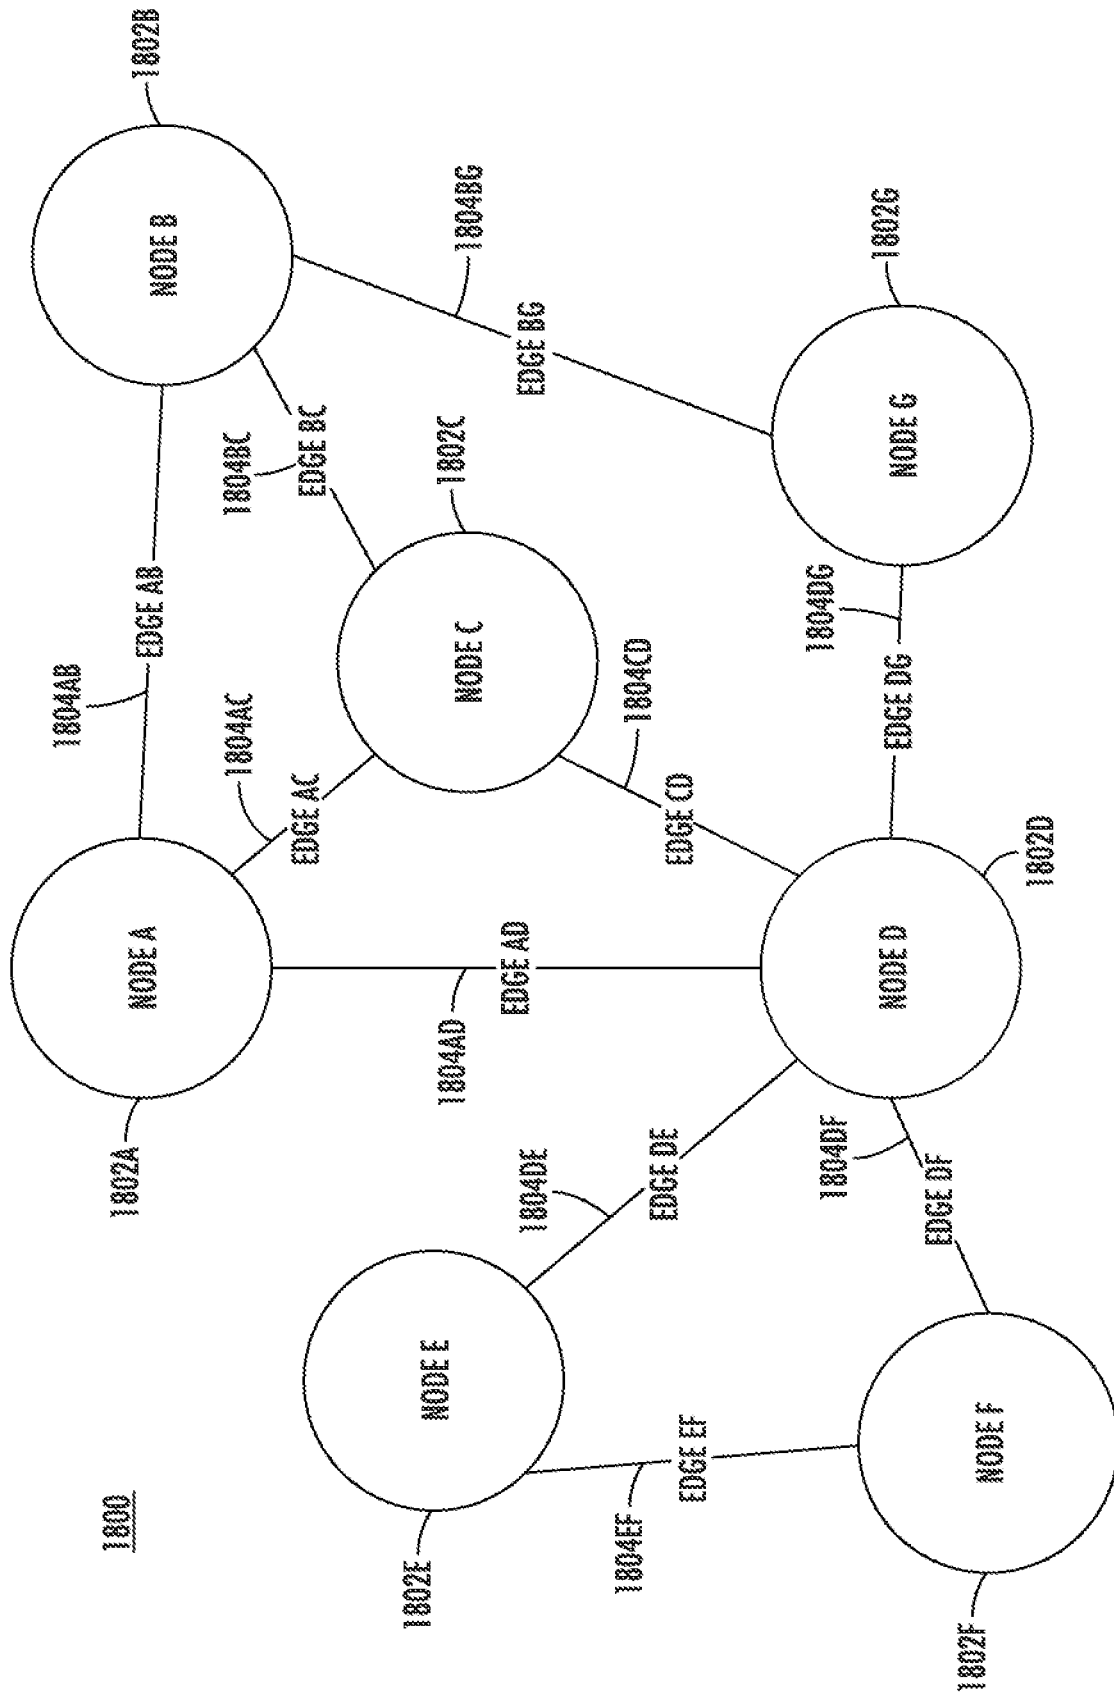 1800
1802A
NODE A
1804AB
EDGE AB
NODE B
1802B
1804AC
EDGE AC
1804BC
EDGE BC
1802E
NODE E
1804DE
1804AD
EDGE AD
NODE C
1802C
1804BG
EDGE BG
1804EF
EDGE EF
EDGE DE
EDGE CD
1804CD
1804DF
1804DG
EDGE DF
NODE D
EDGE DG
NODE G
1802G
1802F
NODE F
1802D